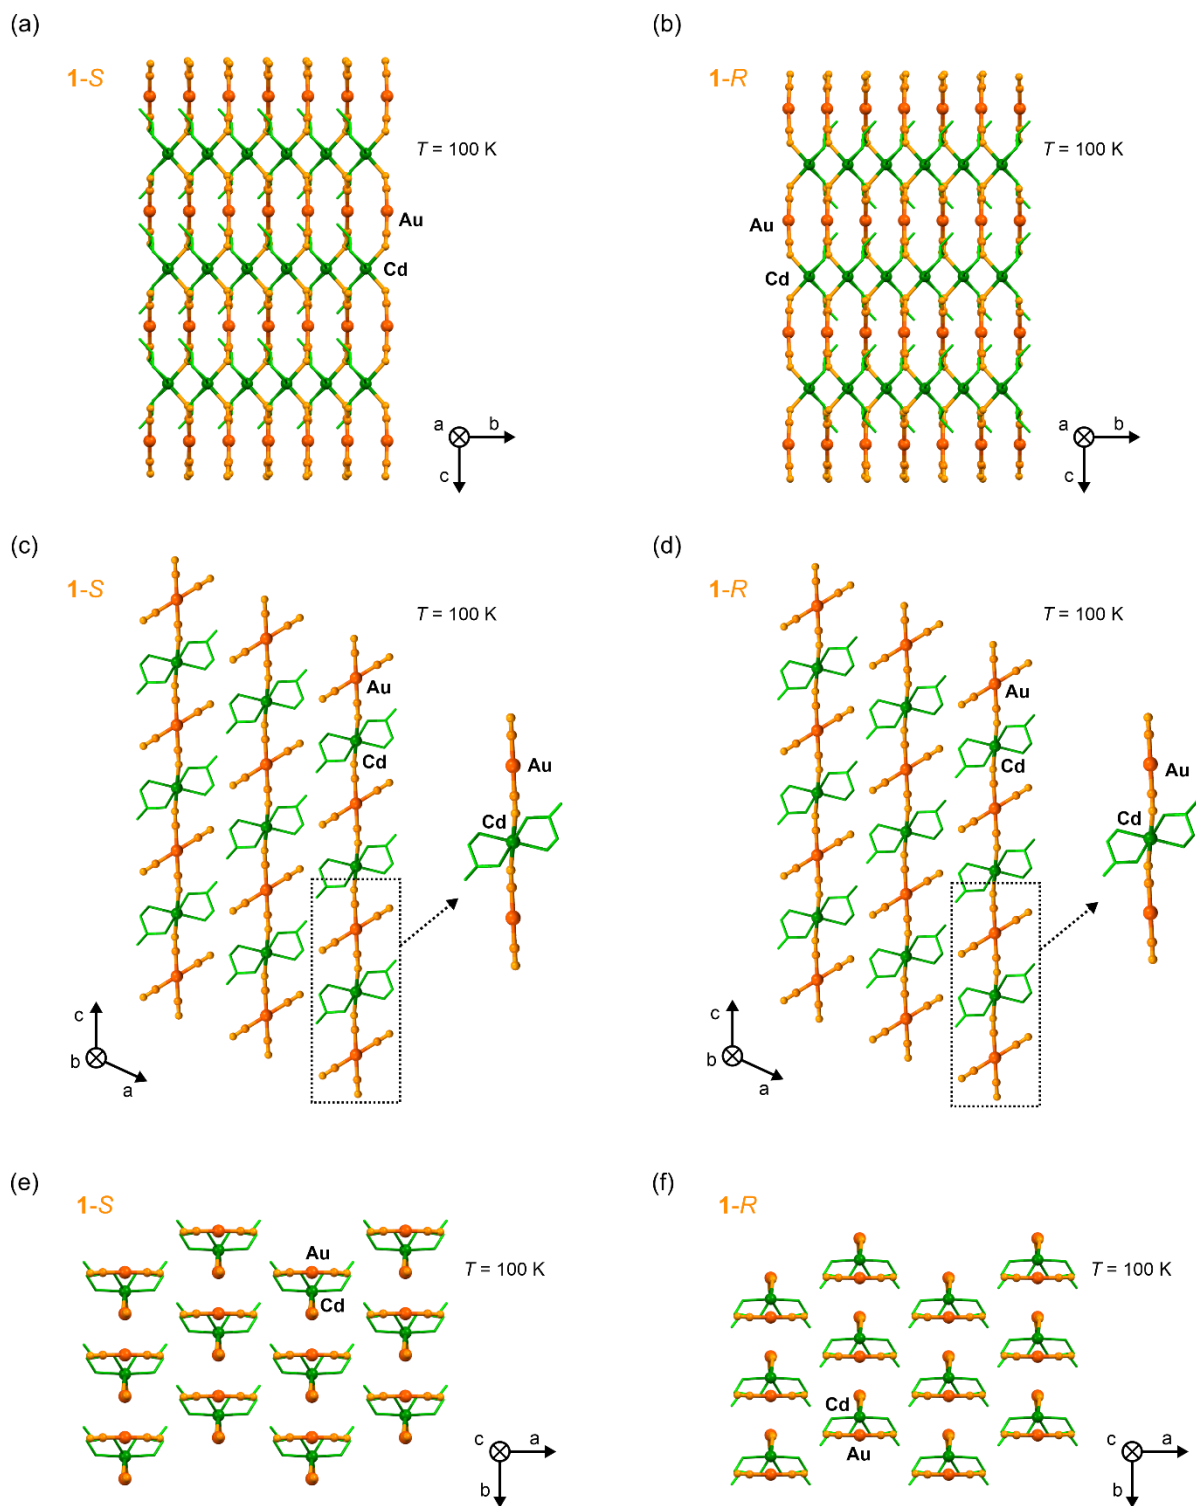 (a)
1-S
T = 100 K
Au
Cd
a
b
c
(b)
1-R
T = 100 K
Au
Cd
a
b
c
(c)
1-S
T = 100 K
Au
Cd
Au
Cd
c
b
a
(d)
1-R
T = 100 K
Au
Cd
Au
Cd
c
b
a
(e)
1-S
Au
T = 100 K
Cd
c
a
b
(f)
1-R
T = 100 K
Cd
Au
c
a
b